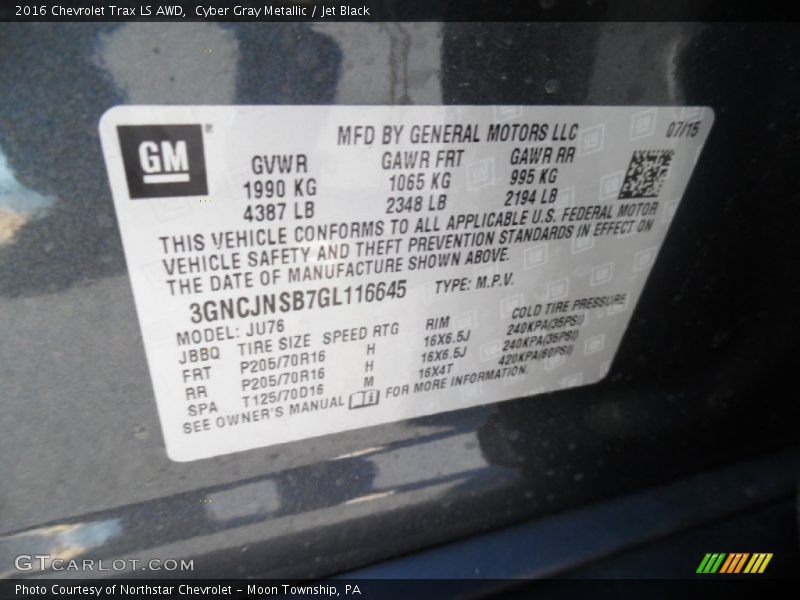 2016 Chevrolet Trax LS AWD, Cyber Gray Metallic / Jet Black
GM
®
MFD BY GENERAL MOTORS LLC
07/15
GVWR GAWR FRT GAWR RR
1990 KG 1065 KG 995 KG
4387 LB 2348 LB 2194 LB
THIS VEHICLE CONFORMS TO ALL APPLICABLE U.S. FEDERAL MOTOR
VEHICLE SAFETY AND THEFT PREVENTION STANDARDS IN EFFECT ON
THE DATE OF MANUFACTURE SHOWN ABOVE.
3GNCJNSB7GL116645 TYPE: M.P.V.
MODEL: JU76
JBBQ TIRE SIZE SPEED RTG RIM COLD TIRE PRESSURE
FRT P205/70R16 H 16X6.5J 240KPA(35PSI)
RR P205/70R16 H 16X6.5J 240KPA(35PSI)
SPA T125/70D16 M 16X4T 420KPA(60PSI)
SEE OWNER'S MANUAL FOR MORE INFORMATION.
GTCARLOT.COM
Photo Courtesy of Northstar Chevrolet - Moon Township, PA